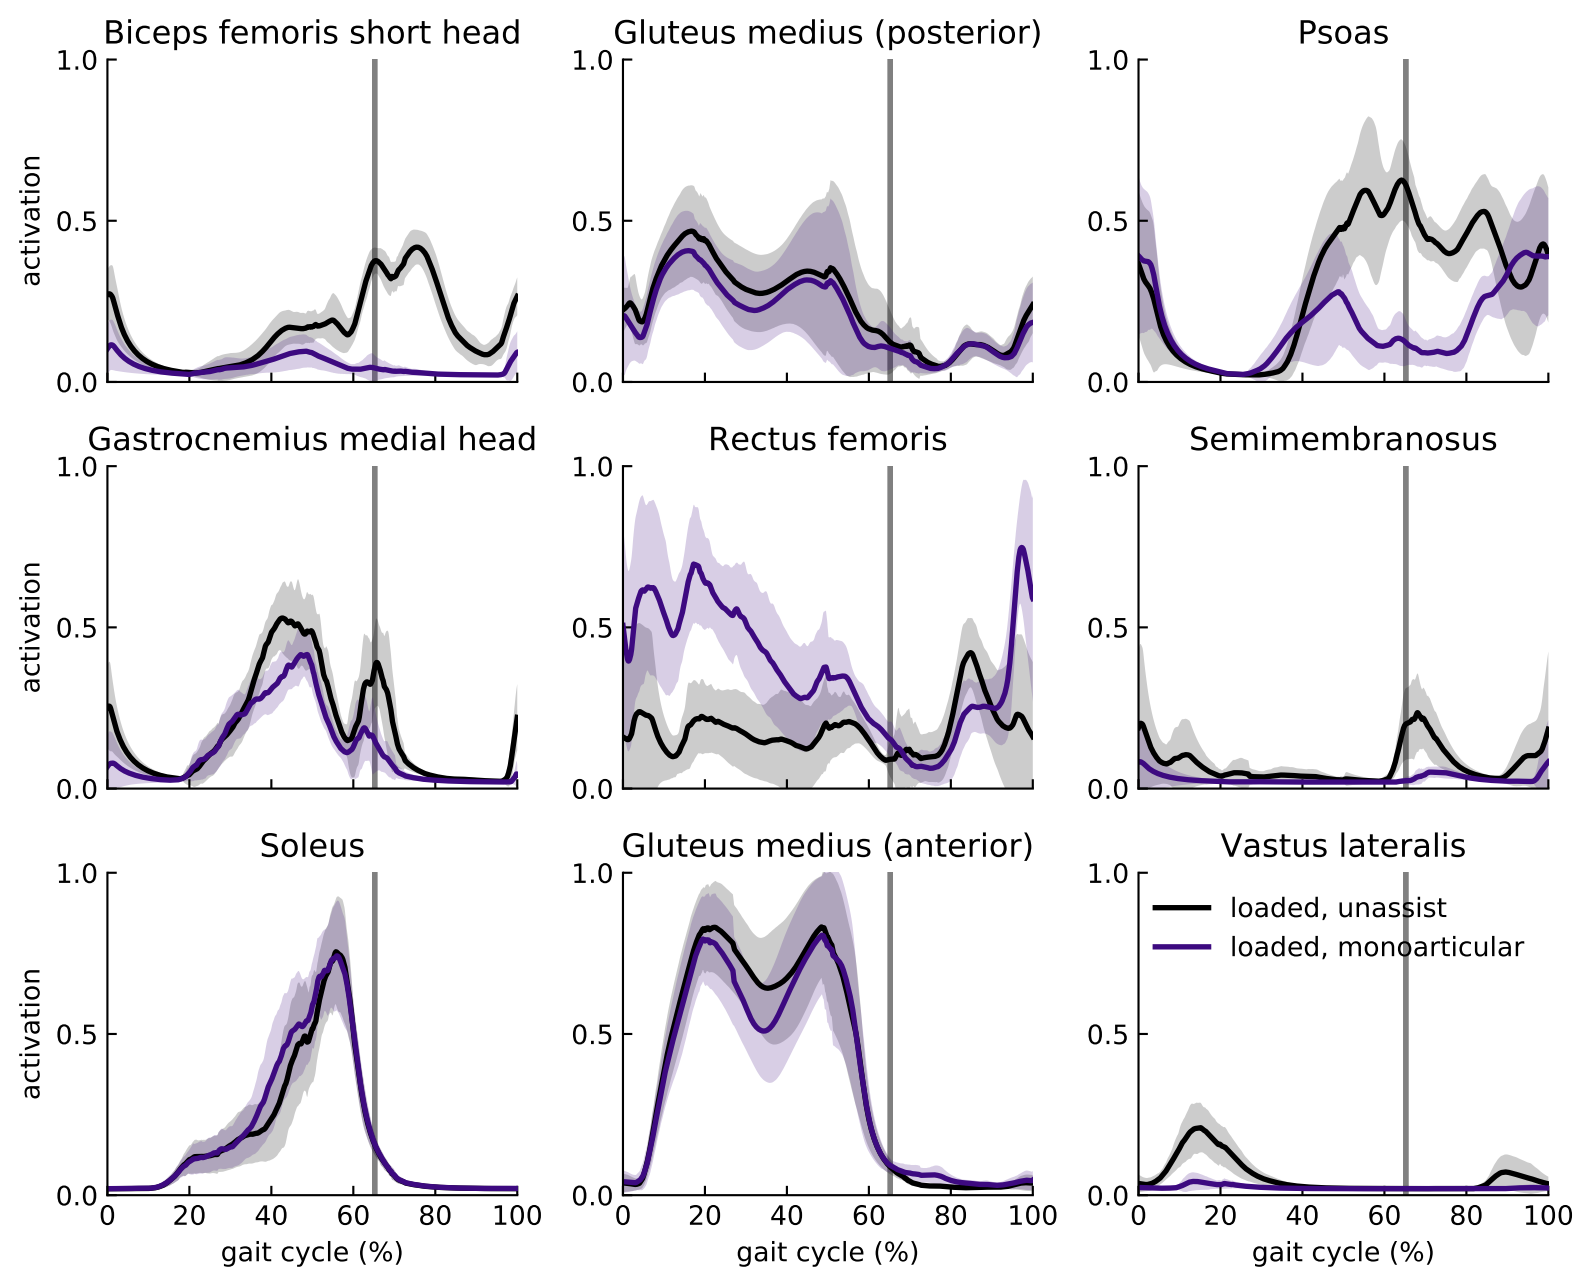 Biceps femoris short head Gluteus medius (posterior) Psoas
1.0 1.0 1.0
activation
0.5 0.5 0.5
0.0 0.0 0.0
Gastrocnemius medial head Rectus femoris Semimembranosus
1.0 1.0 1.0
activation
0.5 0.5 0.5
0.0 0.0 0.0
Soleus Gluteus medius (anterior) Vastus lateralis
1.0 1.0 1.0
loaded, unassist
loaded, monoarticular
activation
0.5 0.5 0.5
0.0 0.0 0.0
0 20 40 60 80 100 0 20 40 60 80 100 0 20 40 60 80 100
gait cycle (%) gait cycle (%) gait cycle (%)